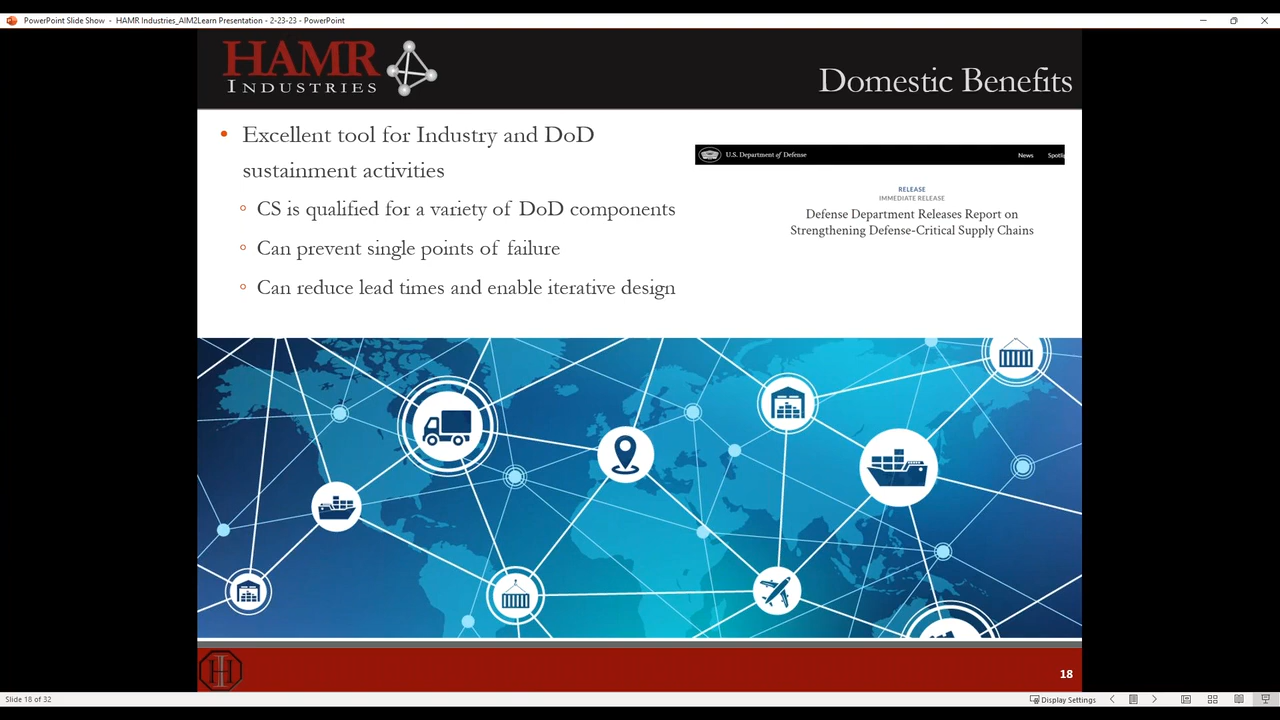 PowerPoint Slide Show - HAMR Industries_AIM2Learn Presentation - 2-23-23 - PowerPoint
HAMR
INDUSTRIES
Domestic Benefits
• Excellent tool for Industry and DoD
sustainment activities
◦ CS is qualified for a variety of DoD components
◦ Can prevent single points of failure
◦ Can reduce lead times and enable iterative design
U.S. Department of Defense
News
Spotlig
RELEASE
IMMEDIATE RELEASE
Defense Department Releases Report on
Strengthening Defense-Critical Supply Chains
H
18
Slide 18 of 32
Display Settings